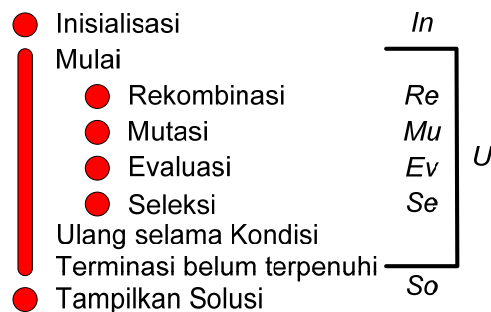 Inisialisasi In
Mulai
Rekombinasi Re
Mutasi Mu
Evaluasi Ev U
Seleksi Se
Ulang selama Kondisi
Terminasi belum terpenuhi
Tampilkan Solusi So